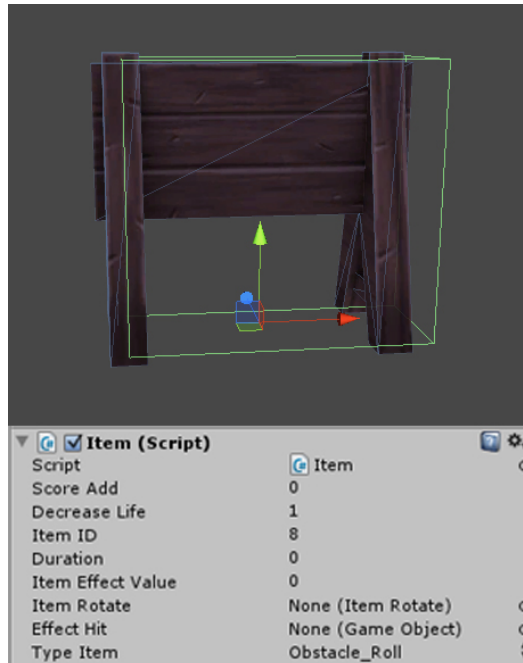 Item (Script)
Script Item
Score Add 0
Decrease Life 1
Item ID 8
Duration 0
Item Effect Value 0
Item Rotate None (Item Rotate)
Effect Hit None (Game Object)
Type Item Obstacle_Roll